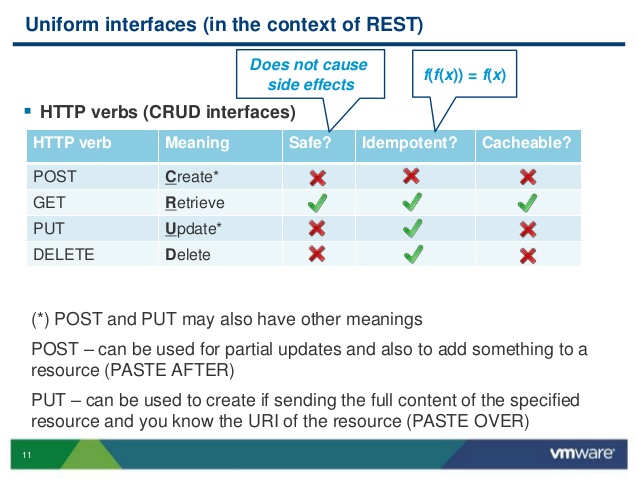 Uniform interfaces (in the context of REST)
Does not cause
side effects
f(f(x)) = f(x)
HTTP verbs (CRUD interfaces)
HTTP verb Meaning Safe? Idempotent? Cacheable?
POST Create*
GET Retrieve
PUT Update*
DELETE Delete
(*) POST and PUT may also have other meanings
POST – can be used for partial updates and also to add something to a
resource (PASTE AFTER)
PUT – can be used to create if sending the full content of the specified
resource and you know the URI of the resource (PASTE OVER)
11
vmware